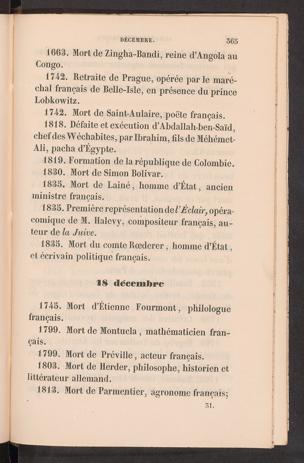 DÉCEMBRE. 365
1663. Mort de Zingha-Bandi, reine d'Angola au
Congo.
1742. Retraite de Prague, opérée par le maré-
chal français de Belle-Isle, en présence du prince
Lobkowitz.
1742. Mort de Saint-Aulaire, poëte français.
1818. Défaite et exécution d'Abdallah-ben-Saïd,
chef des Wéchabites, par Ibrahim, fils de Méhémet-
Ali, pacha d'Égypte.
1819. Formation de la république de Colombie.
1830. Mort de Simon Bolivar.
1835. Mort de Lainé, homme d'État, ancien
ministre français.
1835. Première représentation de l'Éclair, opéra-
comique de M. Halevy, compositeur français, au-
teur de la Juive.
1835. Mort du comte Rœderer, homme d'État,
et écrivain politique français.
18 décembre
1745. Mort d'Étienne Fourmont, philologue
français.
1799. Mort de Montucla, mathématicien fran-
çais.
1799. Mort de Préville, acteur français.
1803. Mort de Herder, philosophe, historien et
littérateur allemand.
1813. Mort de Parmentier, agronome français;
31.